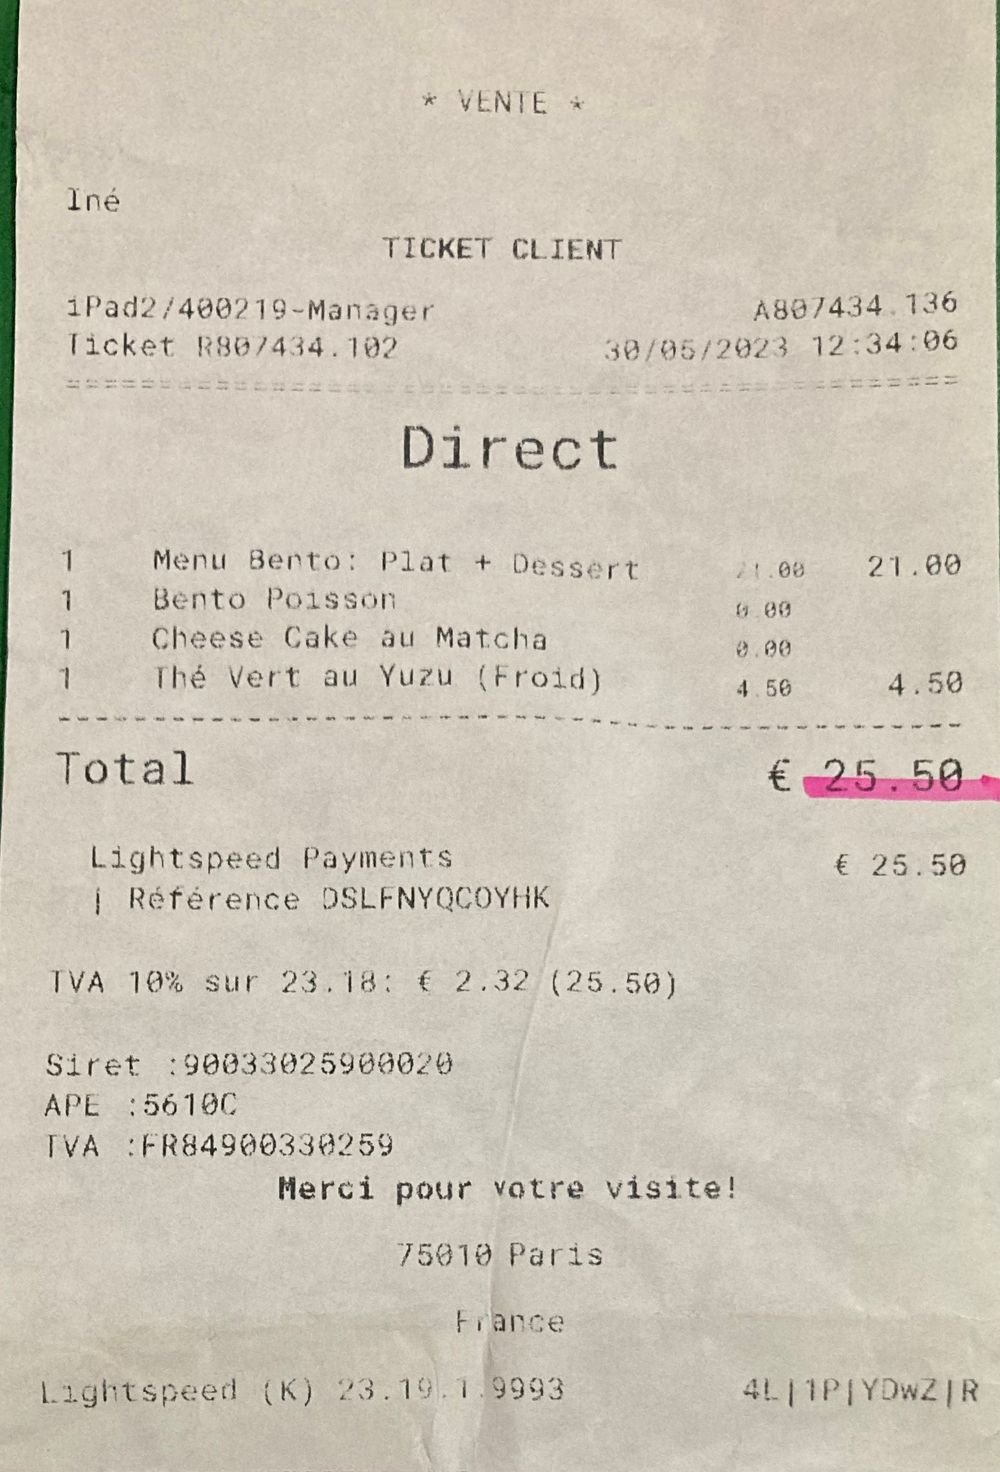 * VENTE *
Iné
TICKET CLIENT
iPad2/400219-Manager A807434.136
Ticket R807434.102 30/05/2023 12:34:06
================================================
Direct
1 Menu Bento: Plat + Dessert 21.00 21.00
1 Bento Poisson 0.00
1 Cheese Cake au Matcha 0.00
1 Thé Vert au Yuzu (Froid) 4.50 4.50
------------------------------------------------
Total € 25.50
Lightspeed Payments € 25.50
| Référence DSLFNYQCOYHK
TVA 10% sur 23.18: € 2.32 (25.50)
Siret :90033025900020
APE :5610C
TVA :FR84900330259
Merci pour votre visite!
75010 Paris
France
Lightspeed (K) 23.19.1.9993 4L|1P|YDwZ|R